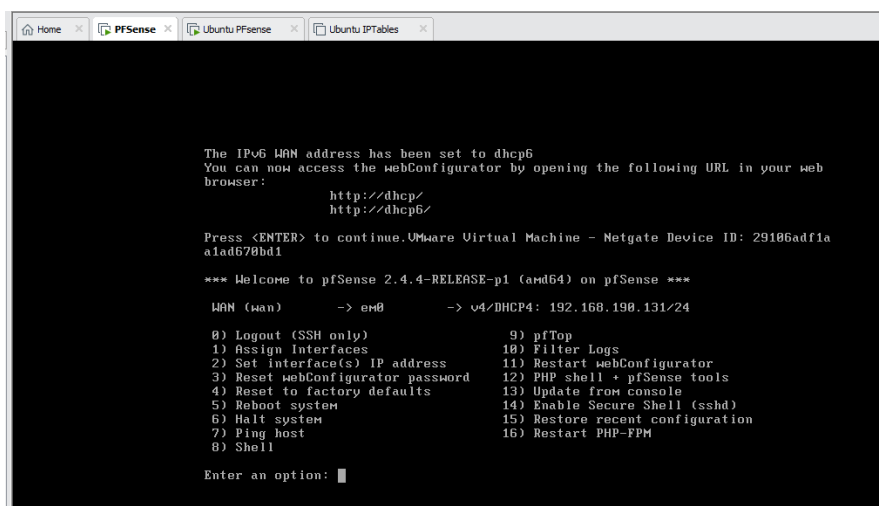 Home PFSense Ubuntu PFsense Ubuntu IPTables
The IPv6 WAN address has been set to dhcp6
You can now access the webConfigurator by opening the following URL in your web
browser:
http://dhcp/
http://dhcp6/
Press <ENTER> to continue.VMware Virtual Machine - Netgate Device ID: 29106adf1a
a1ad670bd1
*** Welcome to pfSense 2.4.4-RELEASE-p1 (amd64) on pfSense ***
WAN (wan) -> em0 -> v4/DHCP4: 192.168.190.131/24
0) Logout (SSH only) 9) pfTop
1) Assign Interfaces 10) Filter Logs
2) Set interface(s) IP address 11) Restart webConfigurator
3) Reset webConfigurator password 12) PHP shell + pfSense tools
4) Reset to factory defaults 13) Update from console
5) Reboot system 14) Enable Secure Shell (sshd)
6) Halt system 15) Restore recent configuration
7) Ping host 16) Restart PHP-FPM
8) Shell
Enter an option: